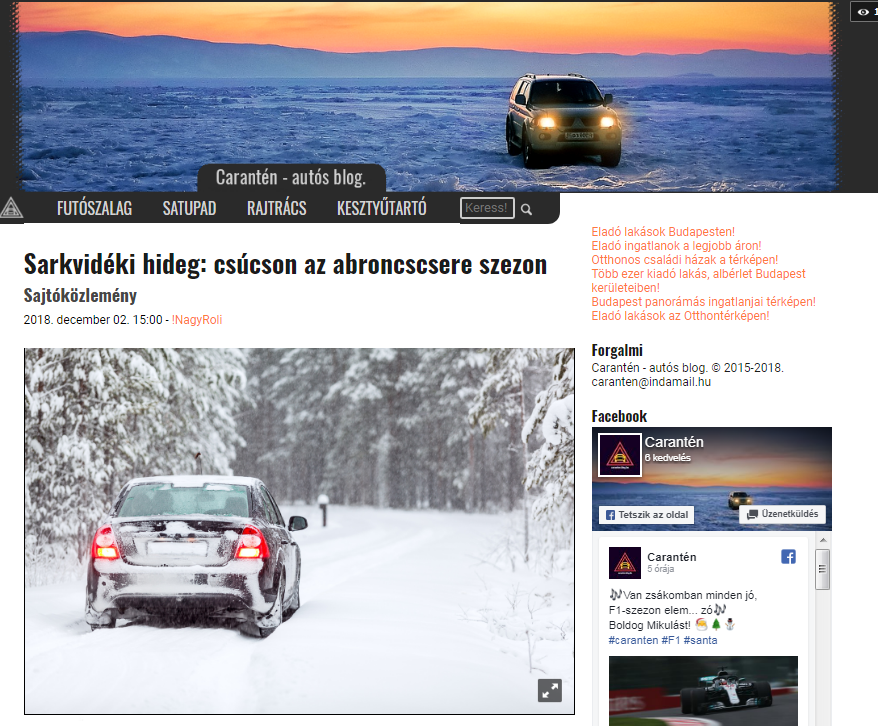 Carantén - autós blog.
FUTÓSZALAG SATUPAD RAJTRÁCS KESZTYŰTARTÓ Keress!
Sarkvidéki hideg: csúcson az abroncscsere szezon
Sajtóközlemény
2018. december 02. 15:00 - !NagyRoli
Eladó lakások Budapesten!
Eladó ingatlanok a legjobb áron!
Otthonos családi házak a térképen!
Több ezer kiadó lakás, albérlet Budapest
kerületeiben!
Budapest panorámás ingatlanjai térképen!
Eladó lakások az Otthontérképen!
Forgalmi
Carantén - autós blog. © 2015-2018.
caranten@indamail.hu
Facebook
Carantén
6 kedvelés
Tetszik az oldal Üzenetküldés
Carantén
5 órája
🎶Van zsákomban minden jó,
F1-szezon elem... zó🎶
Boldog Mikulást! 🎅🌲⛄
#caranten #F1 #santa